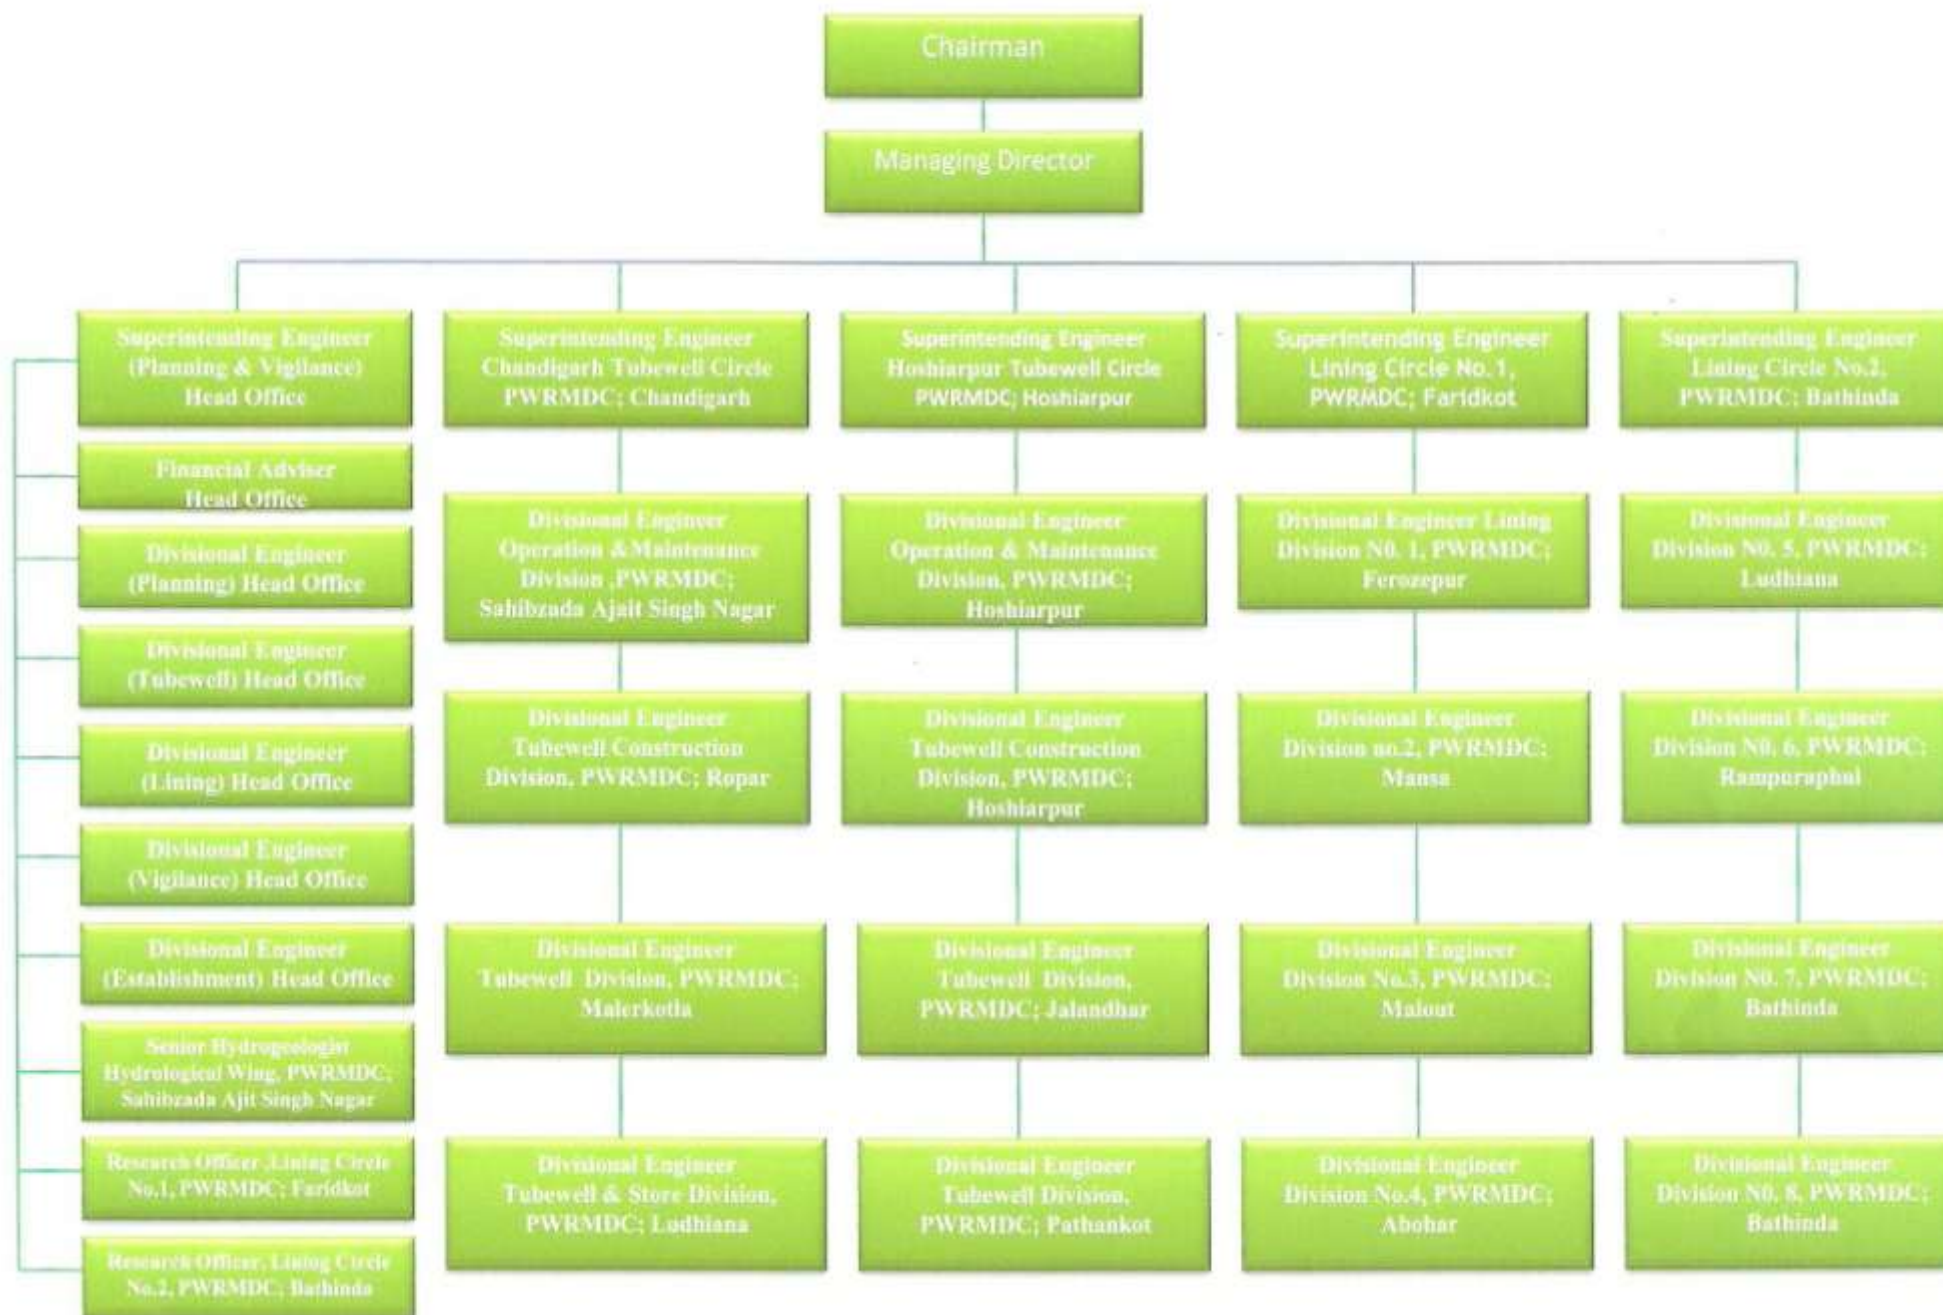 Chairman
Managing Director
Superintending Engineer
(Planning & Vigilance)
Head Office
Financial Adviser
Head Office
Divisional Engineer
(Planning) Head Office
Divisional Engineer
(Tubewell) Head Office
Divisional Engineer
(Lining) Head Office
Divisional Engineer
(Vigilance) Head Office
Divisional Engineer
(Establishment) Head Office
Senior Hydrogeologist
Hydrological Wing, PWRMDC;
Sahibzada Ajit Singh Nagar
Research Officer ,Lining Circle
No.1, PWRMDC; Faridkot
Research Officer, Lining Circle
No.2, PWRMDC; Bathinda
Superintending Engineer
Chandigarh Tubewell Circle
PWRMDC; Chandigarh
Divisional Engineer
Operation &Maintenance
Division ,PWRMDC;
Sahibzada Ajait Singh Nagar
Divisional Engineer
Tubewell Construction
Division, PWRMDC; Ropar
Divisional Engineer
Tubewell Division, PWRMDC;
Malerkotla
Divisional Engineer
Tubewell & Store Division,
PWRMDC; Ludhiana
Superintending Engineer
Hoshiarpur Tubewell Circle
PWRMDC; Hoshiarpur
Divisional Engineer
Operation & Maintenance
Division, PWRMDC;
Hoshiarpur
Divisional Engineer
Tubewell Construction
Division, PWRMDC;
Hoshiarpur
Divisional Engineer
Tubewell Division,
PWRMDC; Jalandhar
Divisional Engineer
Tubewell Division,
PWRMDC; Pathankot
Superintending Engineer
Lining Circle No.1,
PWRMDC; Faridkot
Divisional Engineer Lining
Division N0. 1, PWRMDC;
Ferozepur
Divisional Engineer
Division no.2, PWRMDC;
Mansa
Divisional Engineer
Division No.3, PWRMDC;
Malout
Divisional Engineer
Division No.4, PWRMDC;
Abohar
Superintending Engineer
Lining Circle No.2,
PWRMDC; Bathinda
Divisional Engineer
Division N0. 5, PWRMDC;
Ludhiana
Divisional Engineer
Division N0. 6, PWRMDC;
Rampuraphul
Divisional Engineer
Division N0. 7, PWRMDC;
Bathinda
Divisional Engineer
Division N0. 8, PWRMDC;
Bathinda